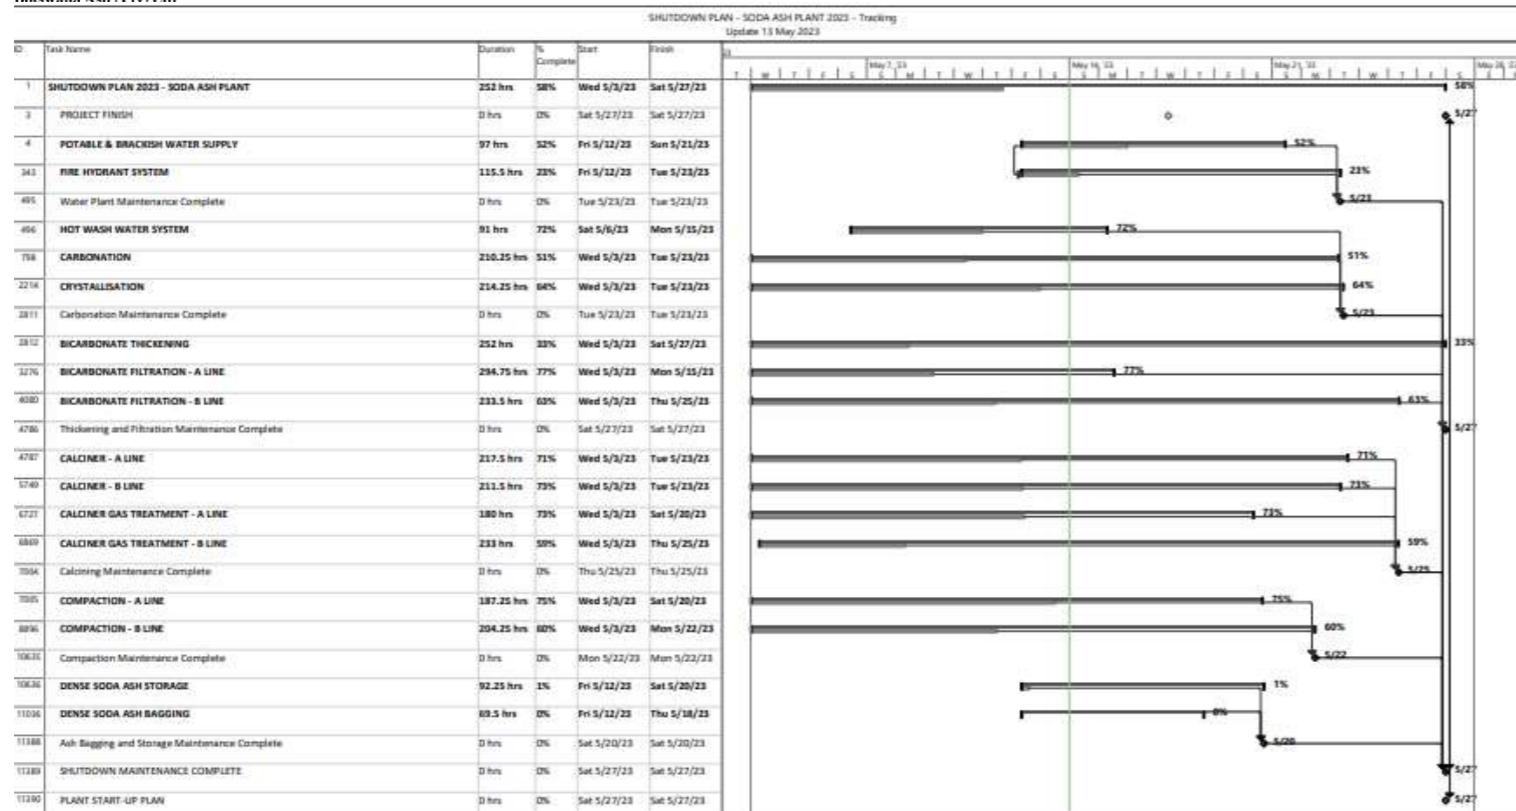 SHUTDOWN PLAN - SODA ASH PLANT 2023 - Tracking
Update 13 May 2023
ID Task Name Duration % Complete Start Finish
May 7, '23 May 14, '23 May 21, '23 May 28, '23
T W T F S S M T W T F S S M T W T F S S M T W T F S S M
1 SHUTDOWN PLAN 2023 - SODA ASH PLANT 252 hrs 58% Wed 5/3/23 Sat 5/27/23 58%
3 PROJECT FINISH 0 hrs 0% Sat 5/27/23 Sat 5/27/23 5/27
4 POTABLE & BRACKISH WATER SUPPLY 97 hrs 52% Fri 5/12/23 Sun 5/21/23 52%
343 FIRE HYDRANT SYSTEM 115.5 hrs 23% Fri 5/12/23 Tue 5/23/23 23%
495 Water Plant Maintenance Complete 0 hrs 0% Tue 5/23/23 Tue 5/23/23 5/23
496 HOT WASH WATER SYSTEM 91 hrs 72% Sat 5/6/23 Mon 5/15/23 72%
758 CARBONATION 210.25 hrs 51% Wed 5/3/23 Tue 5/23/23 51%
2214 CRYSTALLISATION 214.25 hrs 64% Wed 5/3/23 Tue 5/23/23 64%
2811 Carbonation Maintenance Complete 0 hrs 0% Tue 5/23/23 Tue 5/23/23 5/23
2812 BICARBONATE THICKENING 252 hrs 33% Wed 5/3/23 Sat 5/27/23 33%
3276 BICARBONATE FILTRATION - A LINE 294.75 hrs 77% Wed 5/3/23 Mon 5/15/23 77%
4080 BICARBONATE FILTRATION - B LINE 233.5 hrs 63% Wed 5/3/23 Thu 5/25/23 63%
4786 Thickening and Filtration Maintenance Complete 0 hrs 0% Sat 5/27/23 Sat 5/27/23 5/27
4787 CALCINER - A LINE 217.5 hrs 71% Wed 5/3/23 Tue 5/23/23 71%
5749 CALCINER - B LINE 211.5 hrs 73% Wed 5/3/23 Tue 5/23/23 73%
6727 CALCINER GAS TREATMENT - A LINE 180 hrs 73% Wed 5/3/23 Sat 5/20/23 73%
6869 CALCINER GAS TREATMENT - B LINE 233 hrs 59% Wed 5/3/23 Thu 5/25/23 59%
7004 Calcining Maintenance Complete 0 hrs 0% Thu 5/25/23 Thu 5/25/23 5/25
7005 COMPACTION - A LINE 187.25 hrs 75% Wed 5/3/23 Sat 5/20/23 75%
8896 COMPACTION - B LINE 204.25 hrs 60% Wed 5/3/23 Mon 5/22/23 60%
10635 Compaction Maintenance Complete 0 hrs 0% Mon 5/22/23 Mon 5/22/23 5/22
10636 DENSE SODA ASH STORAGE 92.25 hrs 1% Fri 5/12/23 Sat 5/20/23 1%
11036 DENSE SODA ASH BAGGING 69.5 hrs 0% Fri 5/12/23 Thu 5/18/23 0%
11388 Ash Bagging and Storage Maintenance Complete 0 hrs 0% Sat 5/20/23 Sat 5/20/23 5/20
11389 SHUTDOWN MAINTENANCE COMPLETE 0 hrs 0% Sat 5/27/23 Sat 5/27/23 5/27
11390 PLANT START-UP PLAN 0 hrs 0% Sat 5/27/23 Sat 5/27/23 5/27